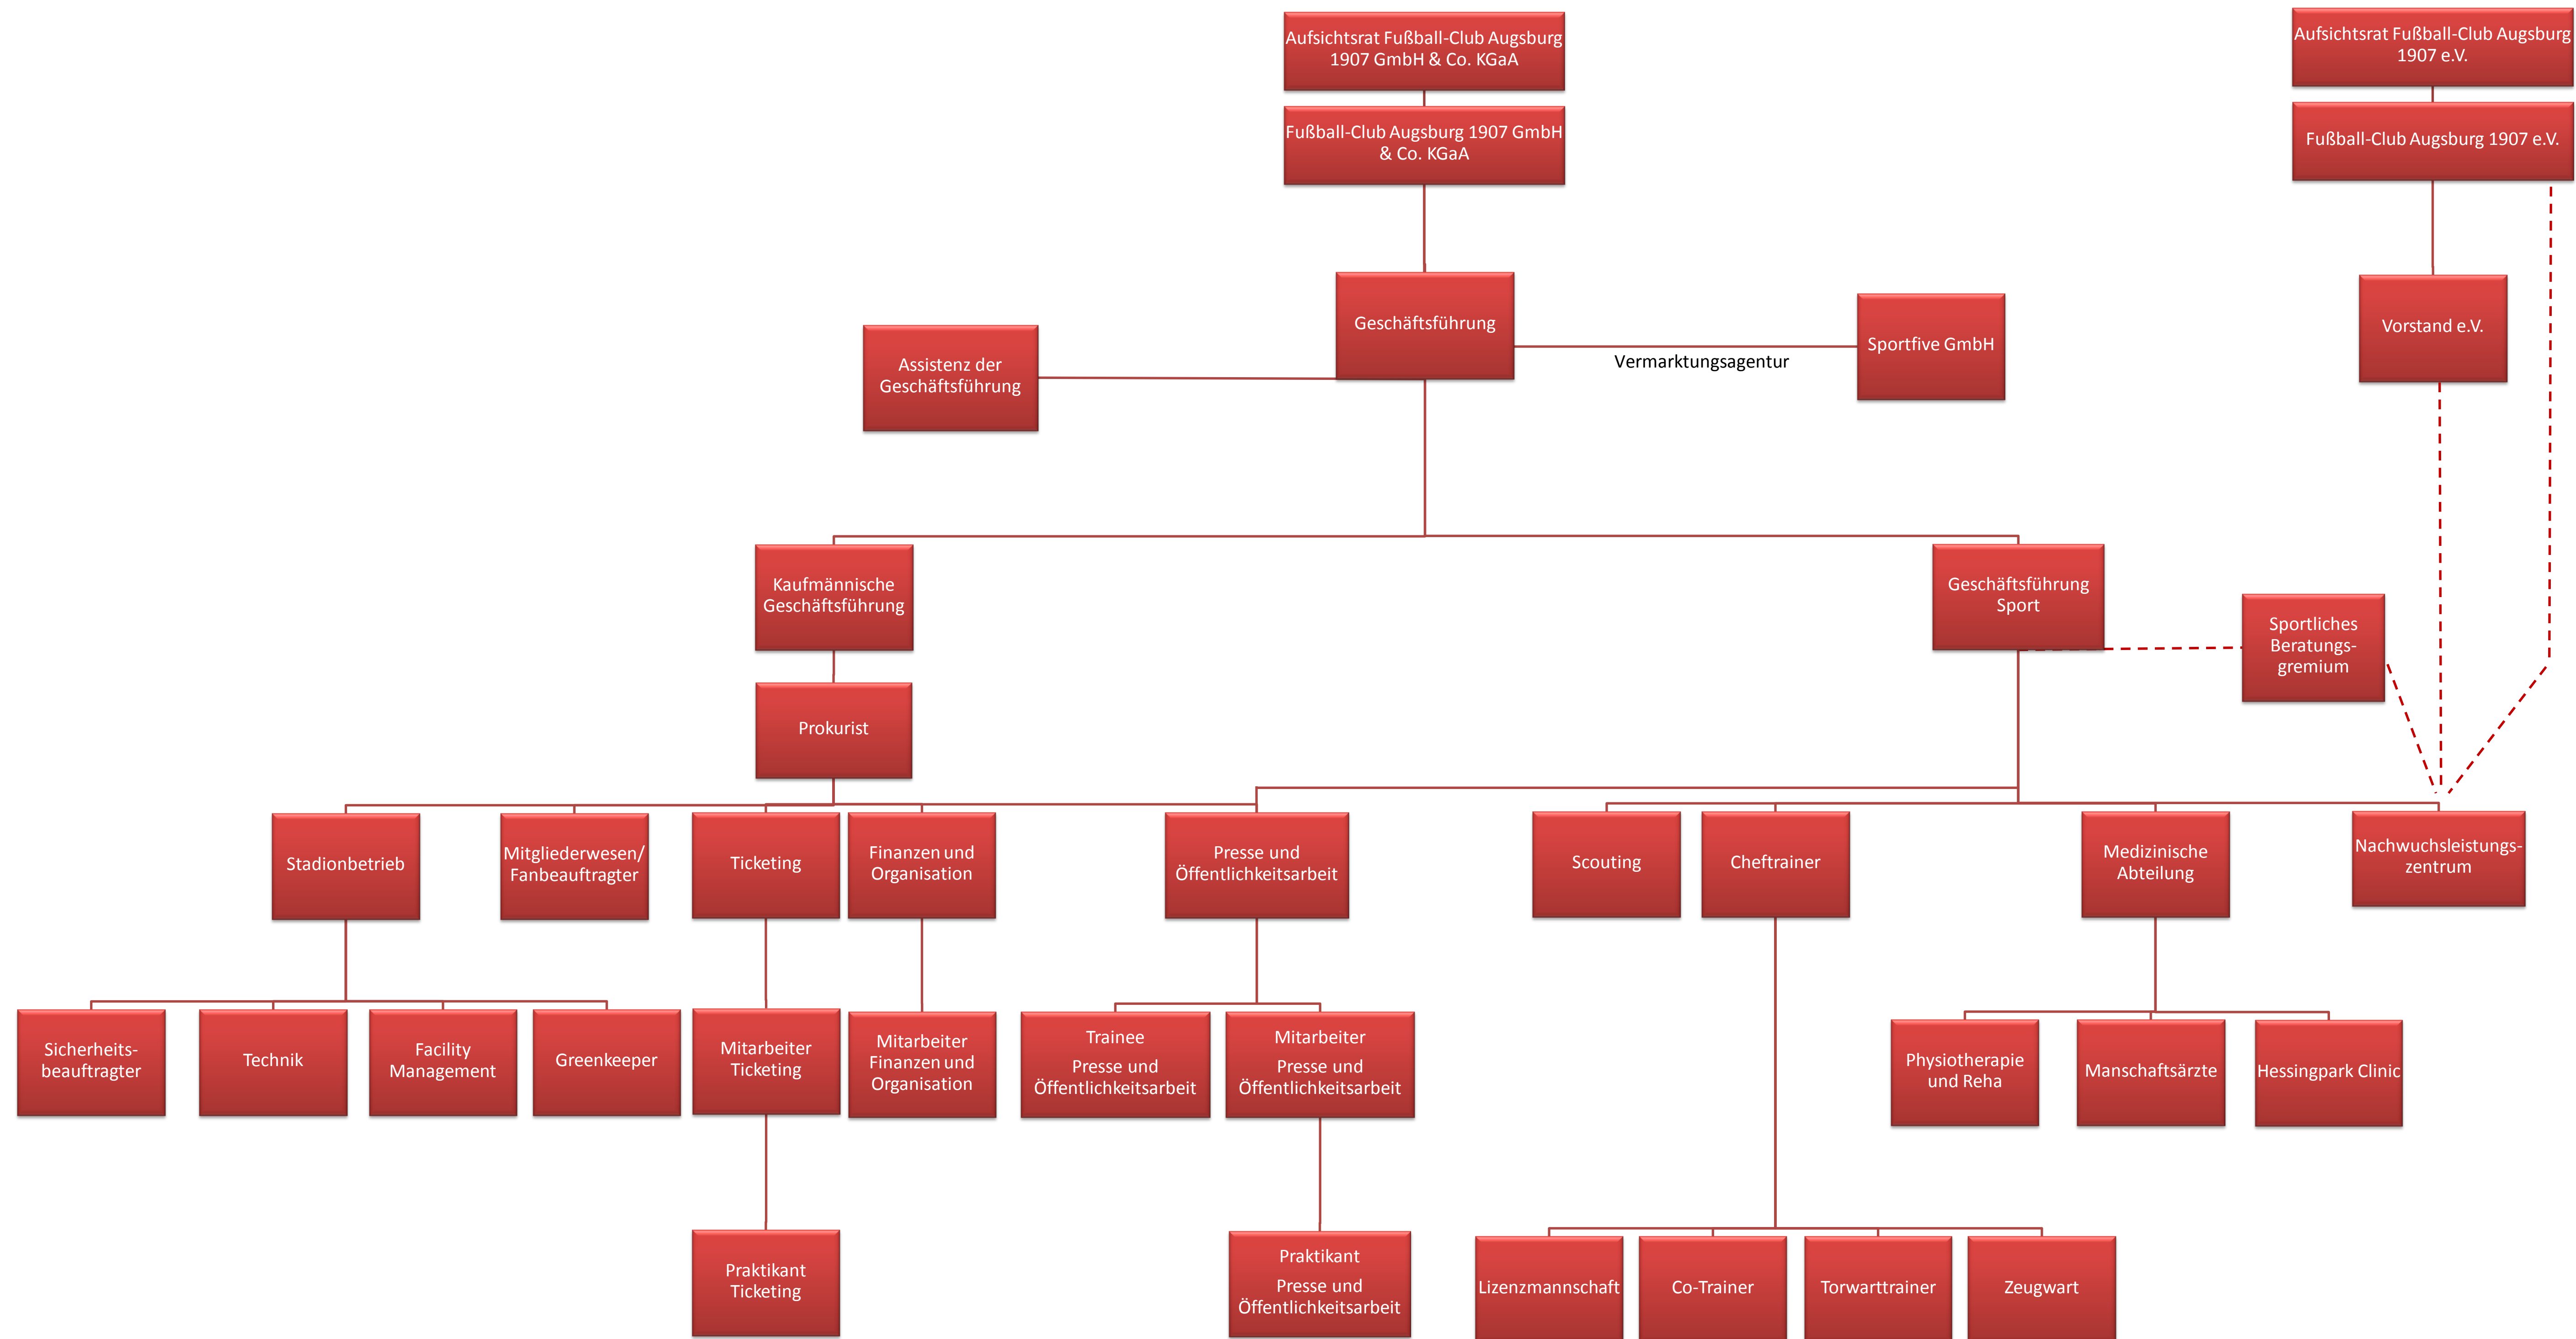 Aufsichtsrat Fußball-Club Augsburg
1907 GmbH & Co. KGaA
Aufsichtsrat Fußball-Club Augsburg
1907 e.V.
Fußball-Club Augsburg 1907 GmbH
& Co. KGaA
Fußball-Club Augsburg 1907 e.V.
Geschäftsführung
Vorstand e.V.
Sportfive GmbH
Vermarktungsagentur
Assistenz der
Geschäftsführung
Kaufmännische
Geschäftsführung
Geschäftsführung
Sport
Sportliches
Beratungs-
gremium
Prokurist
Stadionbetrieb
Mitgliederwesen/
Fanbeauftragter
Ticketing
Finanzen und
Organisation
Presse und
Öffentlichkeitsarbeit
Scouting
Cheftrainer
Medizinische
Abteilung
Nachwuchsleistungs-
zentrum
Sicherheits-
beauftragter
Technik
Facility
Management
Greenkeeper
Mitarbeiter
Ticketing
Mitarbeiter
Finanzen und
Organisation
Trainee
Presse und
Öffentlichkeitsarbeit
Mitarbeiter
Presse und
Öffentlichkeitsarbeit
Physiotherapie
und Reha
Manschaftsärzte
Hessingpark Clinic
Praktikant
Ticketing
Praktikant
Presse und
Öffentlichkeitsarbeit
Lizenzmannschaft
Co-Trainer
Torwarttrainer
Zeugwart